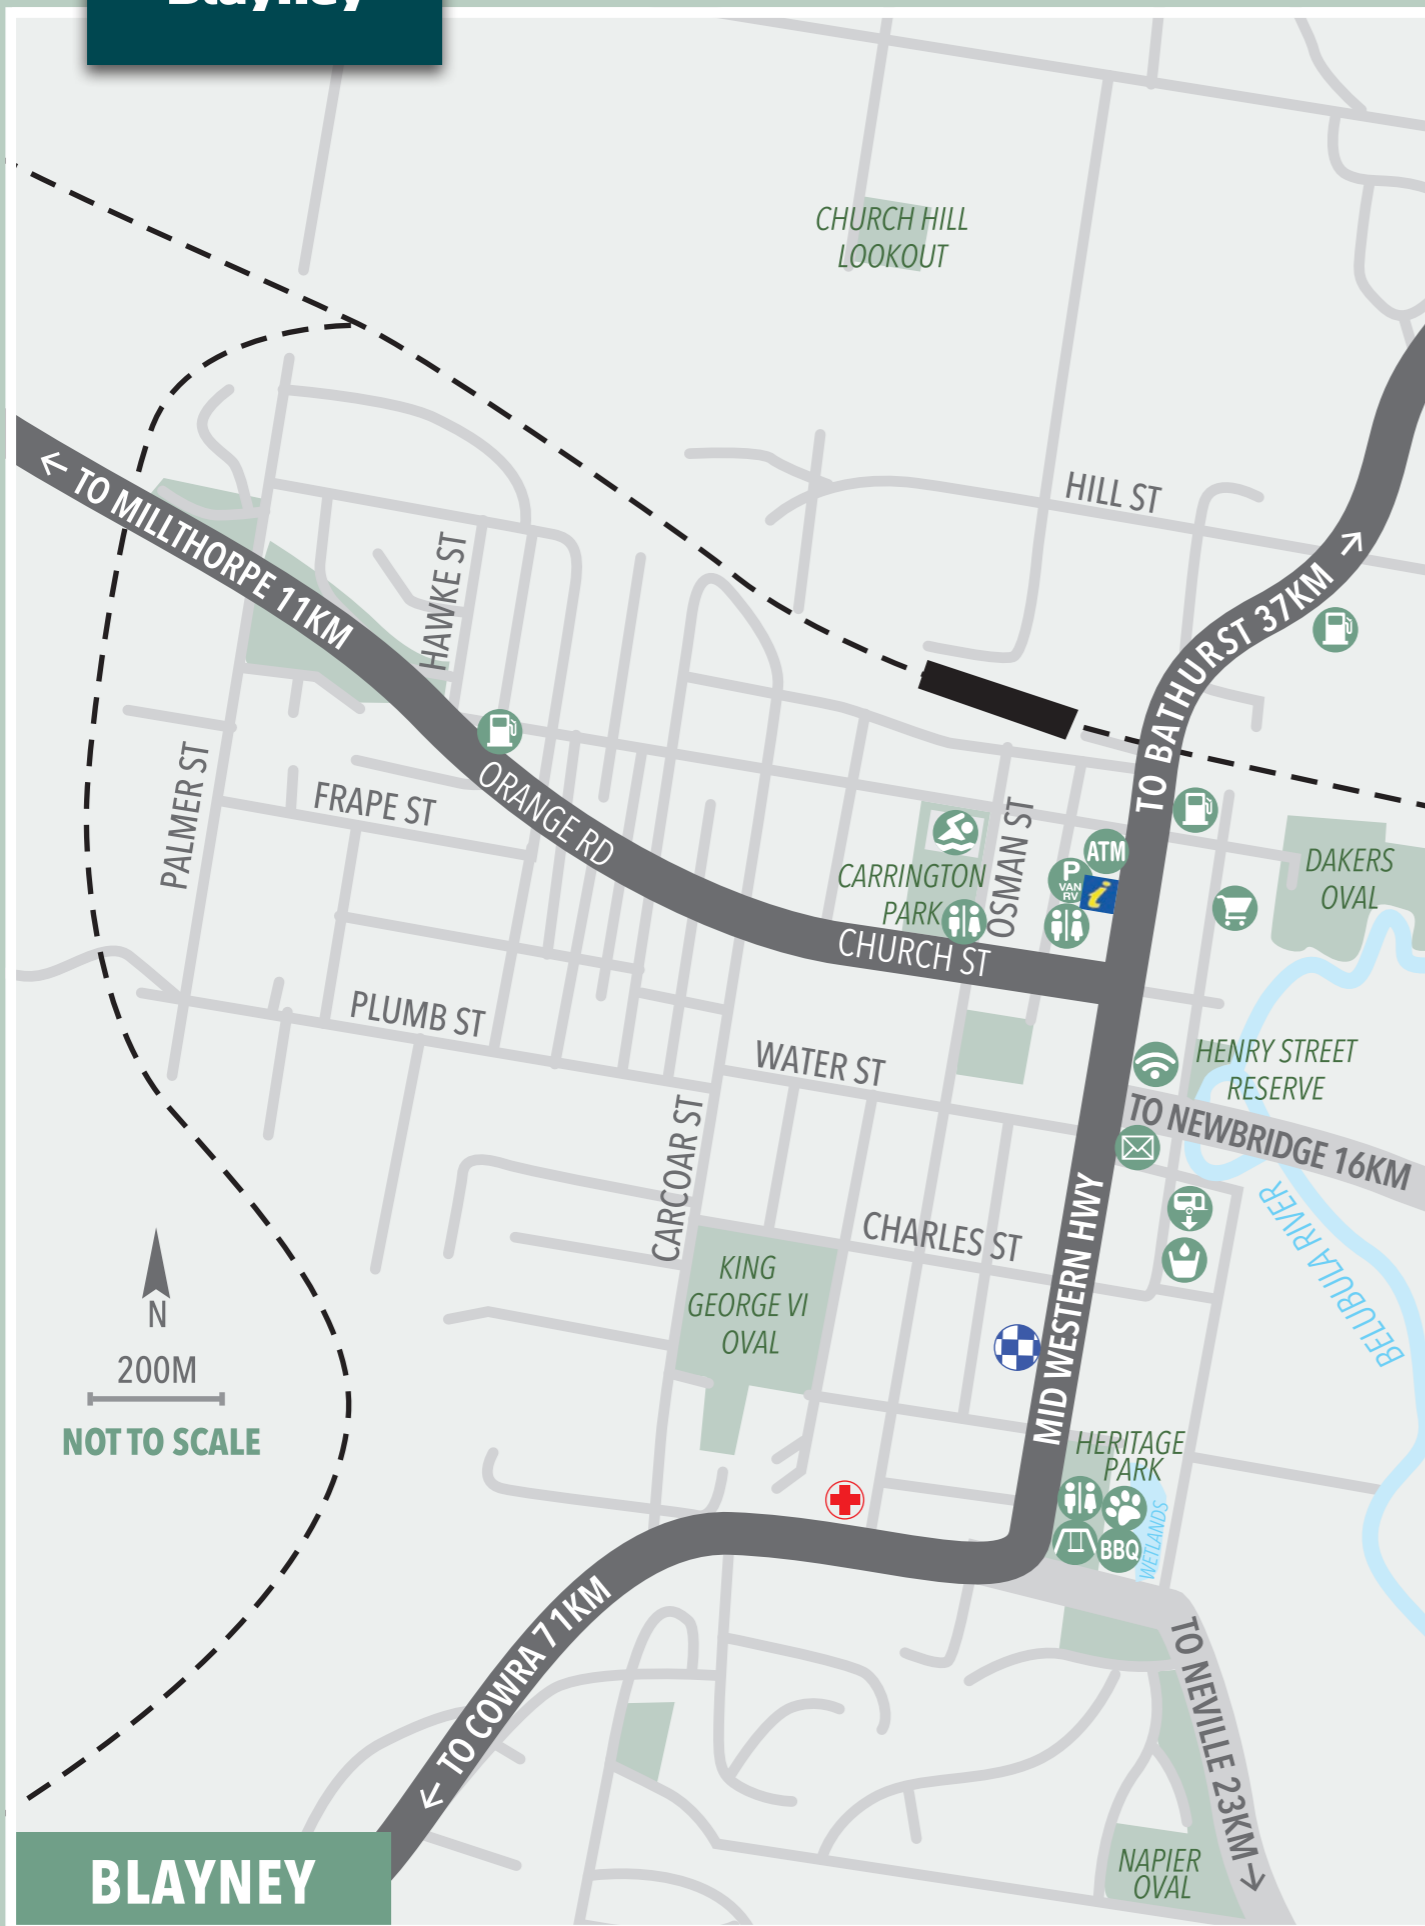 Blayney
CHURCH HILL
LOOKOUT
HILL ST
← TO MILLTHORPE 11KM
HAWKE ST
TO BATHURST 37KM →
PALMER ST
FRAPE ST
ORANGE RD
CARRINGTON
PARK
OSMAN ST
ATM
P
VAN
RV
i
DAKERS
OVAL
CHURCH ST
PLUMB ST
WATER ST
HENRY STREET
RESERVE
TO NEWBRIDGE 16KM
CARCOAR ST
CHARLES ST
MID WESTERN HWY
BELUBULA RIVER
KING
GEORGE VI
OVAL
N
200M
NOT TO SCALE
HERITAGE
PARK
BBQ
WETLANDS
← TO COWRA 71KM
TO NEVILLE 23KM →
NAPIER
OVAL
BLAYNEY